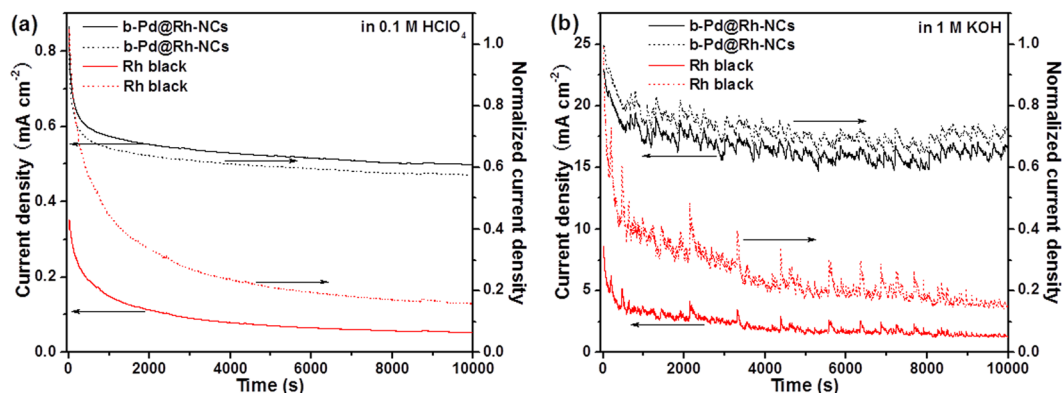 (a)
b-Pd@Rh-NCs
b-Pd@Rh-NCs
Rh black
Rh black
in 0.1 M HClO4
Current density (mA cm-2)
0.8
0.6
0.4
0.2
0.0
0
2000
4000
6000
8000
10000
Time (s)
1.0
0.8
0.6
0.4
0.2
0.0
Normalized current density
(b)
b-Pd@Rh-NCs
b-Pd@Rh-NCs
Rh black
Rh black
in 1 M KOH
Current density (mA cm-2)
25
20
15
10
5
0
0
2000
4000
6000
8000
10000
Time (s)
1.0
0.8
0.6
0.4
0.2
0.0
Normalized current density